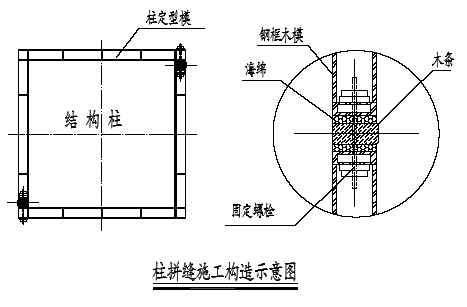 柱定型模
钢框木模
海绵
木条
结构柱
固定螺栓
柱拼缝施工构造示意图